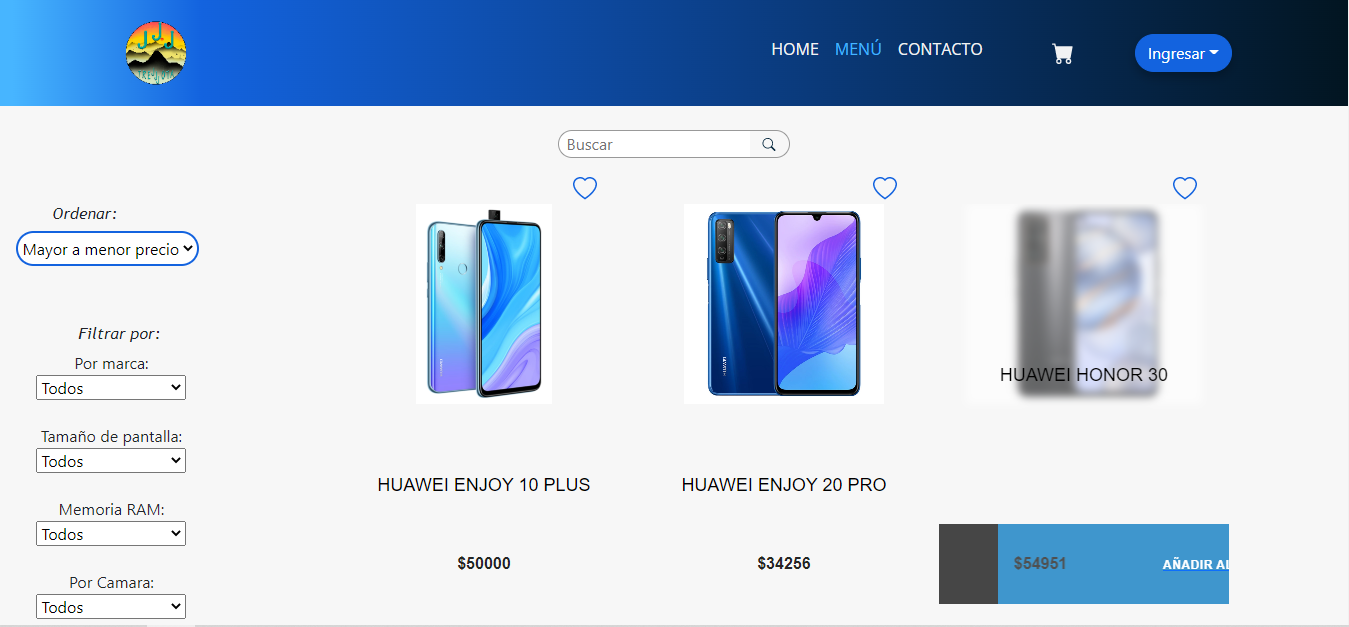 JJJ
HOME MENÚ CONTACTO
Ingresar
Buscar
Ordenar:
Mayor a menor precio
Filtrar por:
Por marca:
Todos
Tamaño de pantalla:
Todos
Memoria RAM:
Todos
Por Camara:
Todos
HUAWEI ENJOY 10 PLUS
$50000
HUAWEI ENJOY 20 PRO
$34256
HUAWEI HONOR 30
$54951
AÑADIR AL